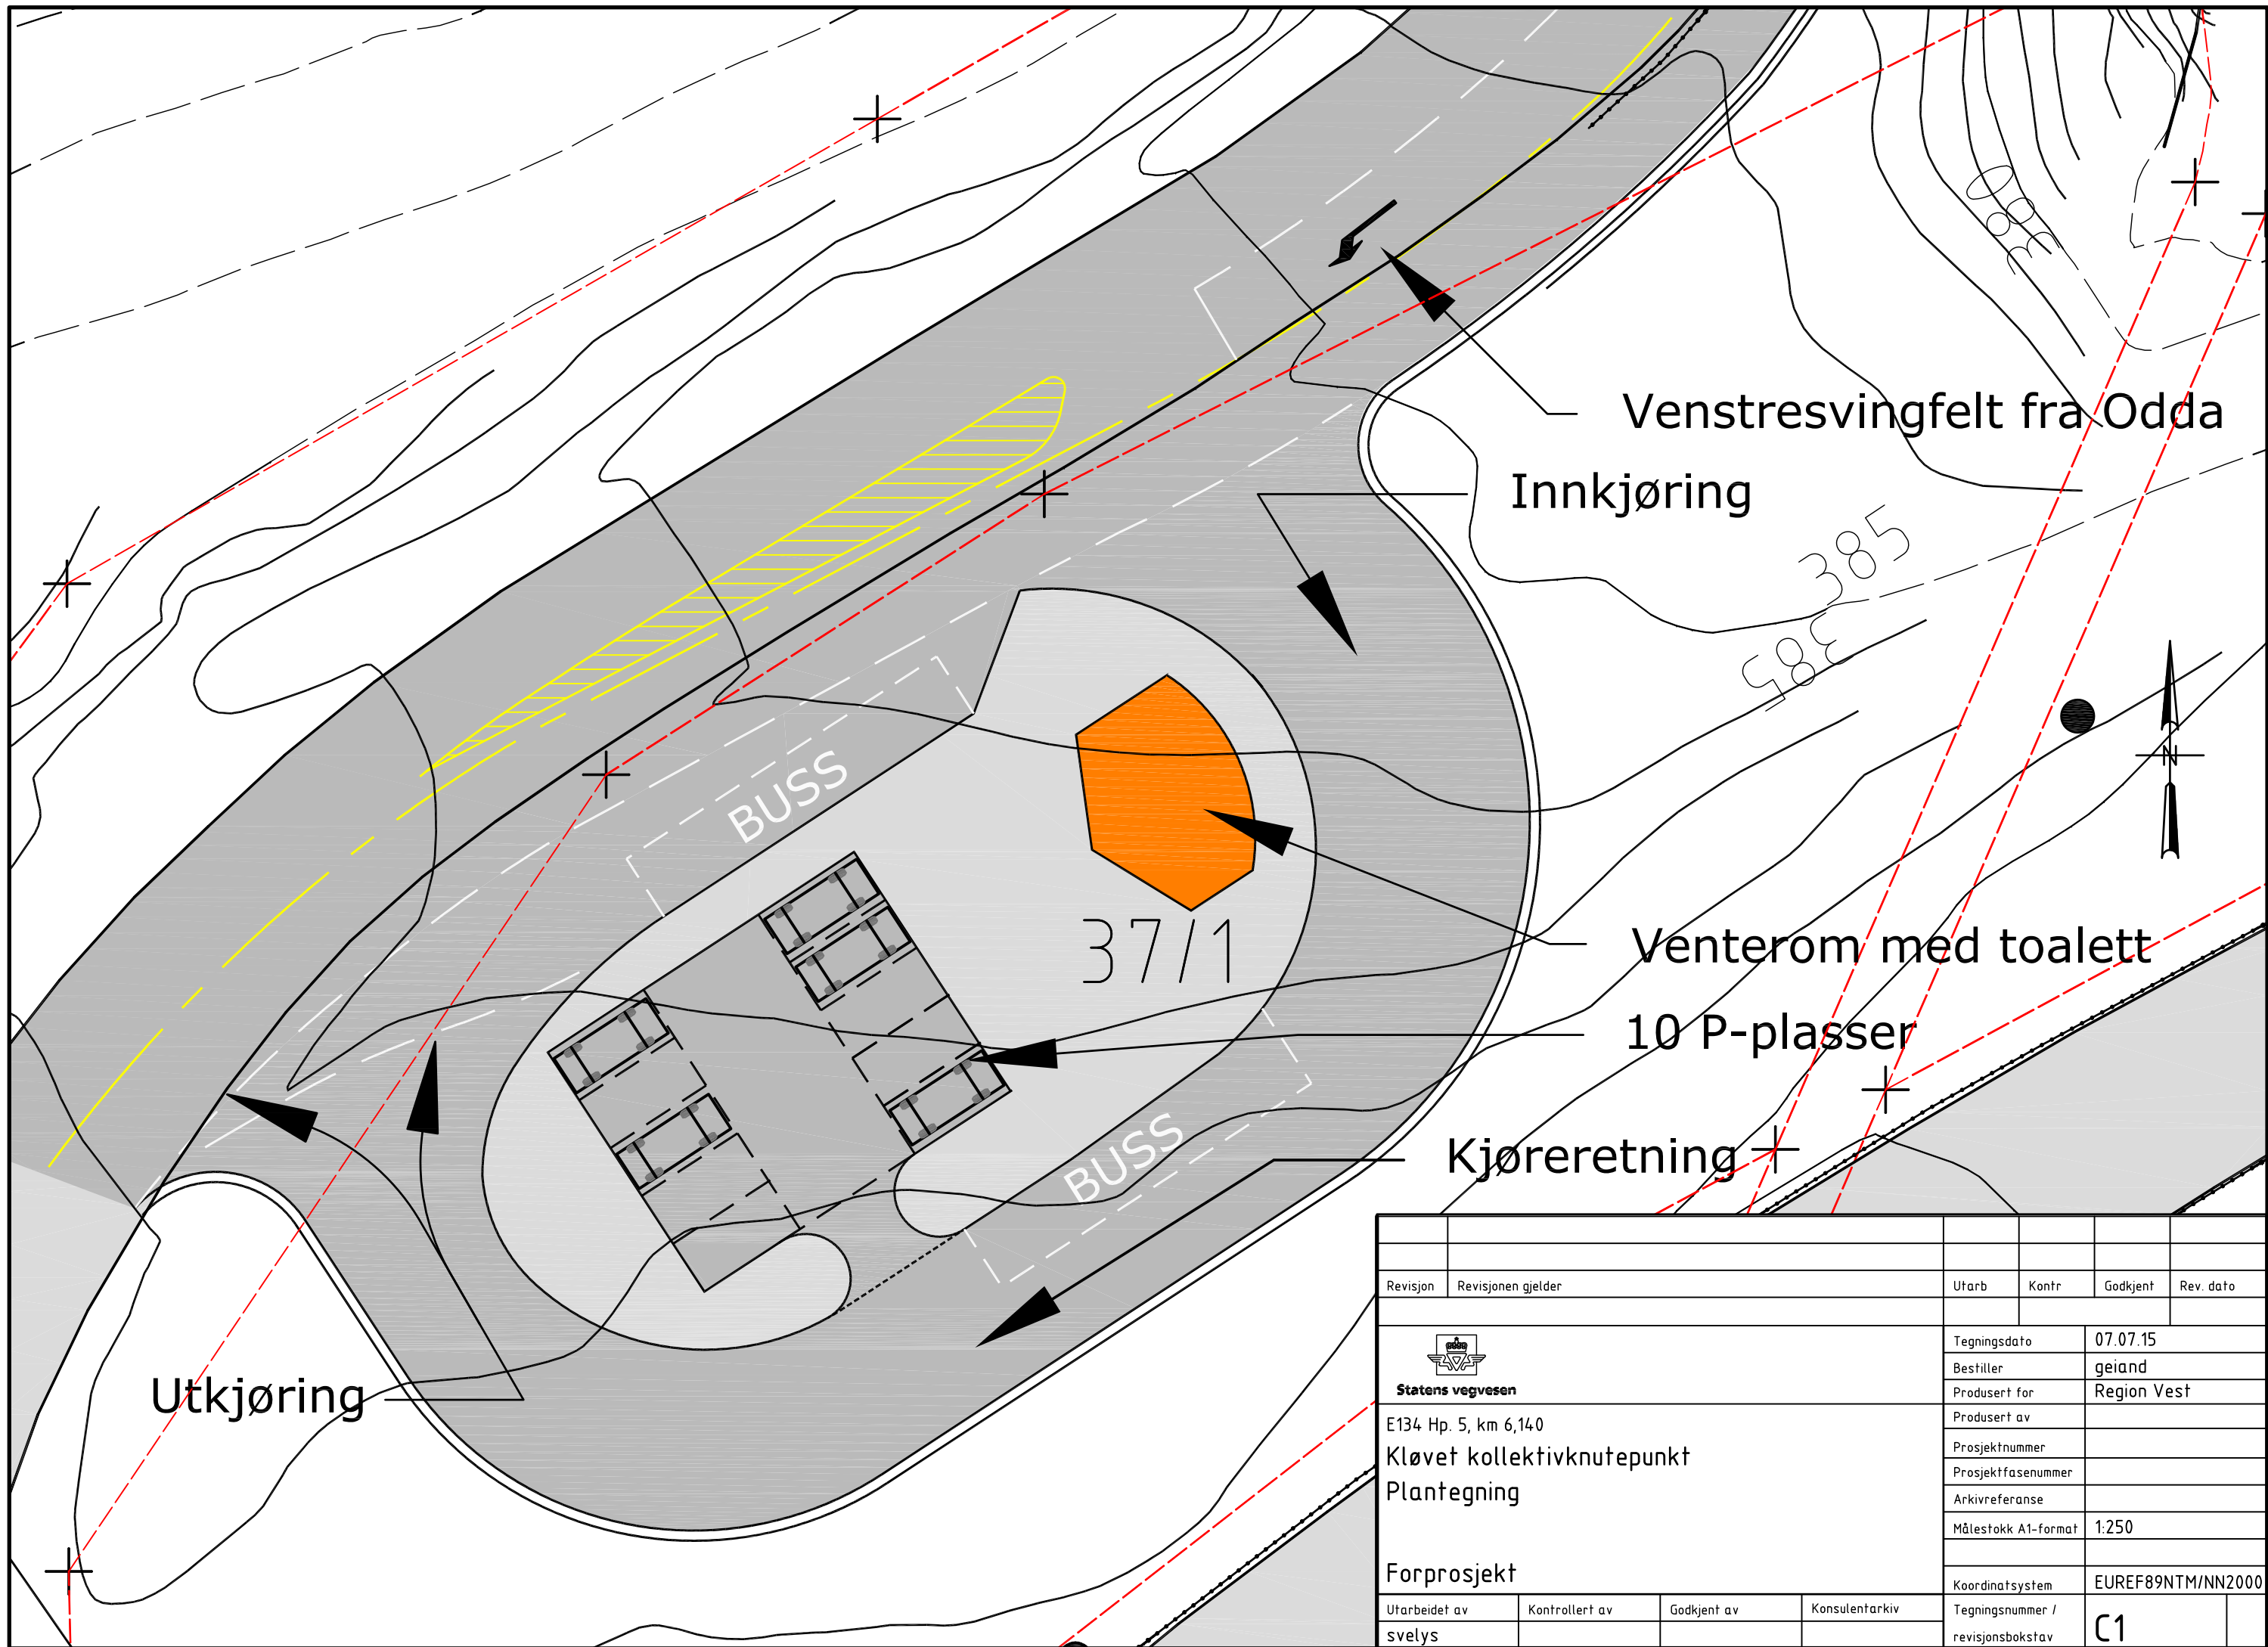 380
Venstresvingfelt fra Odda
Innkjøring
385
385
N
BUSS
37/1
Venterom med toalett
10 P-plasser
BUSS
Kjøreretning
Utkjøring
Revisjon Revisjonen gjelder Utarb Kontr Godkjent Rev. dato
Statens vegvesen
E134 Hp. 5, km 6,140
Kløvet kollektivknutepunkt
Plantegning
Forprosjekt
Tegningsdato 07.07.15
Bestiller geiand
Produsert for Region Vest
Produsert av
Prosjektnummer
Prosjektfasenummer
Arkivreferanse
Målestokk A1-format 1:250
Koordinatsystem EUREF89NTM/NN2000
Utarbeidet av Kontrollert av Godkjent av Konsulentarkiv
svelys
Tegningsnummer /
revisjonsbokstav C1